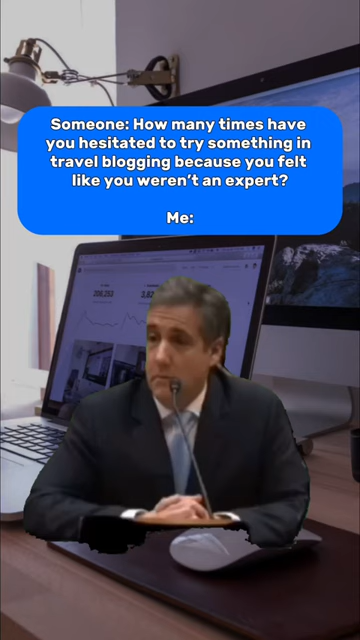 Someone: How many times have
you hesitated to try something in
travel blogging because you felt
like you weren’t an expert?
Me: